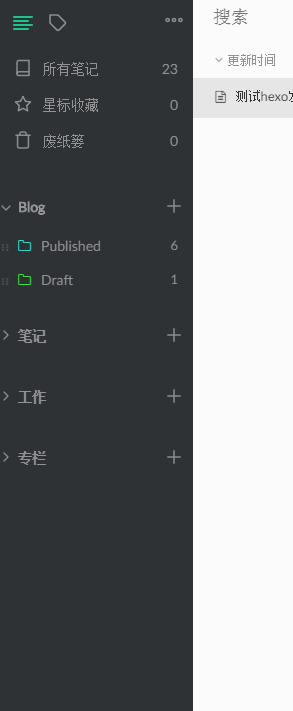 所有笔记 23
星标收藏 0
废纸篓 0
Blog
Published 6
Draft 1
笔记
工作
专栏
搜索
更新时间
测试hexo